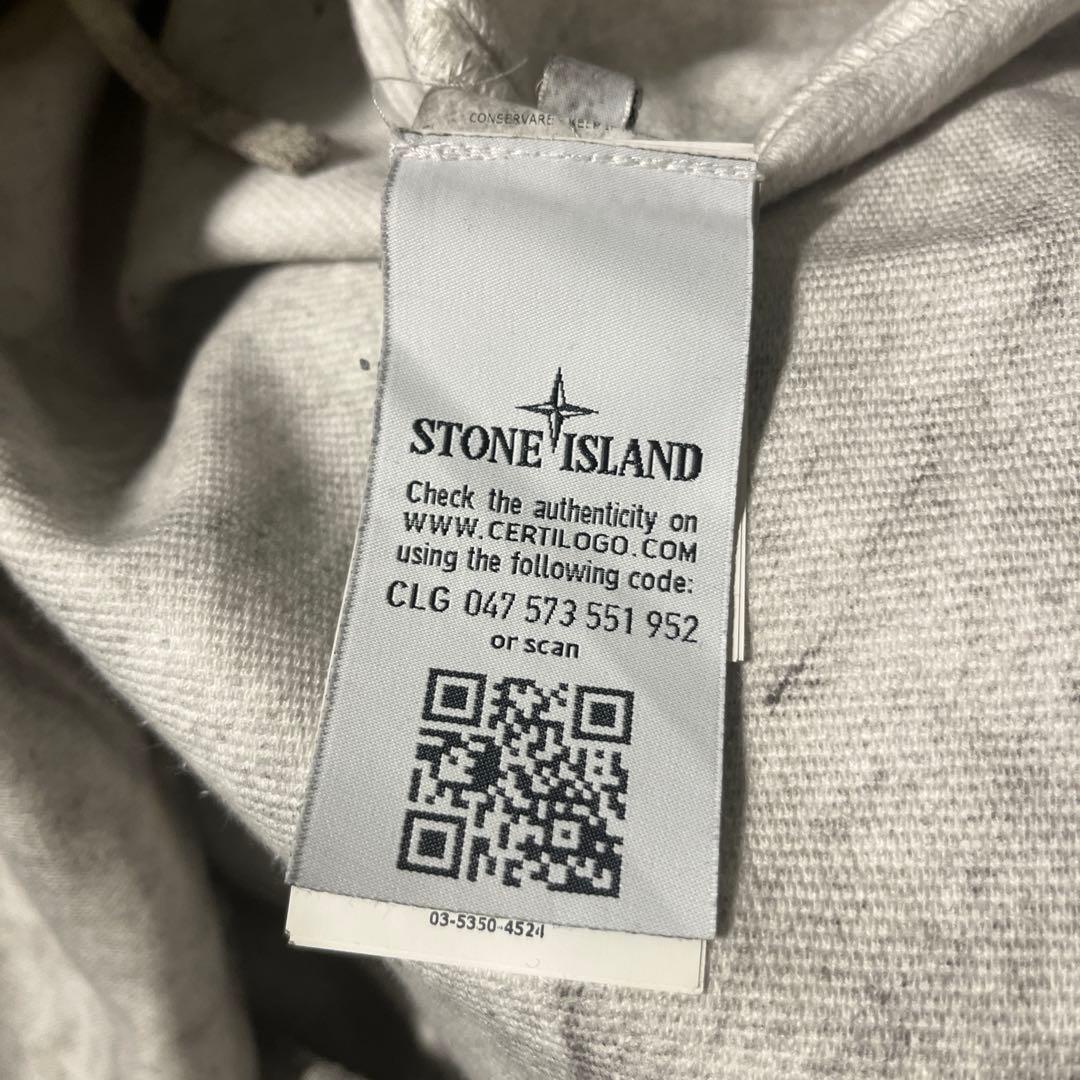 CONSERVARE - KEEP
STONE ISLAND
Check the authenticity on
WWW.CERTILOGO.COM
using the following code:
CLG 047 573 551 952
or scan
03-5350-4524